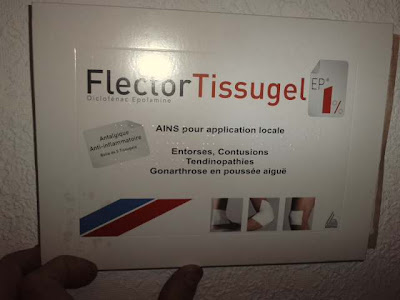 FlectorTissugel EP®
1%
Diclofénac Epolamine
AINS pour application locale
Antalgique
Anti-inflammatoire
Entorses, Contusions
Tendinopathies
Gonarthrose en poussée aiguë